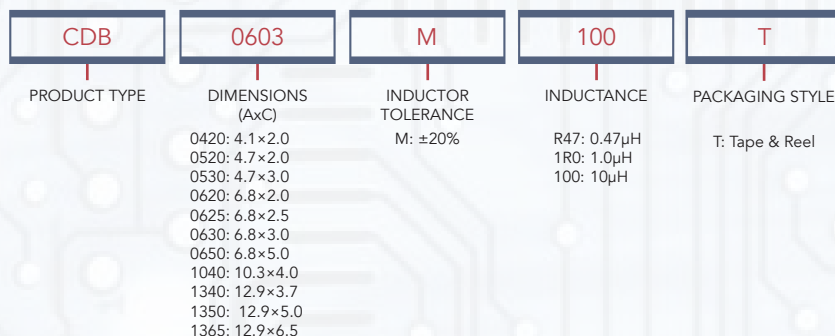 CDB 0603 M 100 T
PRODUCT TYPE
DIMENSIONS
(AxC)
0420: 4.1×2.0
0520: 4.7×2.0
0530: 4.7×3.0
0620: 6.8×2.0
0625: 6.8×2.5
0630: 6.8×3.0
0650: 6.8×5.0
1040: 10.3×4.0
1340: 12.9×3.7
1350: 12.9×5.0
1365: 12.9×6.5
INDUCTOR
TOLERANCE
M: ±20%
INDUCTANCE
R47: 0.47µH
1R0: 1.0µH
100: 10µH
PACKAGING STYLE
T: Tape & Reel